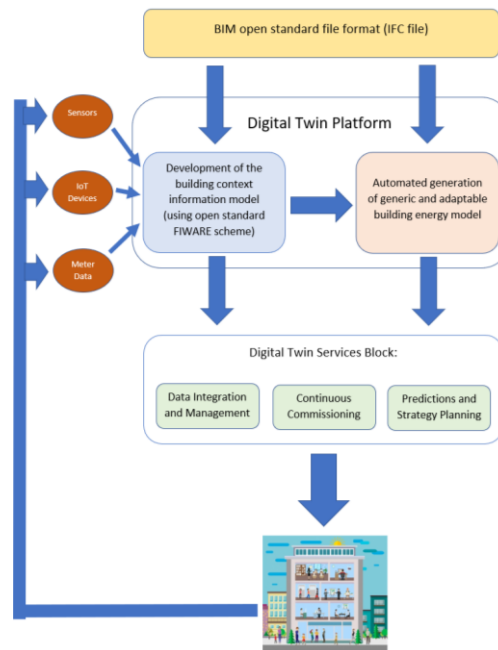 BIM open standard file format (IFC file)
Sensors
IoT
Devices
Meter
Data
Digital Twin Platform
Development of the
building context
information model
(using open standard
FIWARE scheme)
Automated generation
of generic and adaptable
building energy model
Digital Twin Services Block:
Data Integration
and Management
Continuous
Commissioning
Predictions and
Strategy Planning